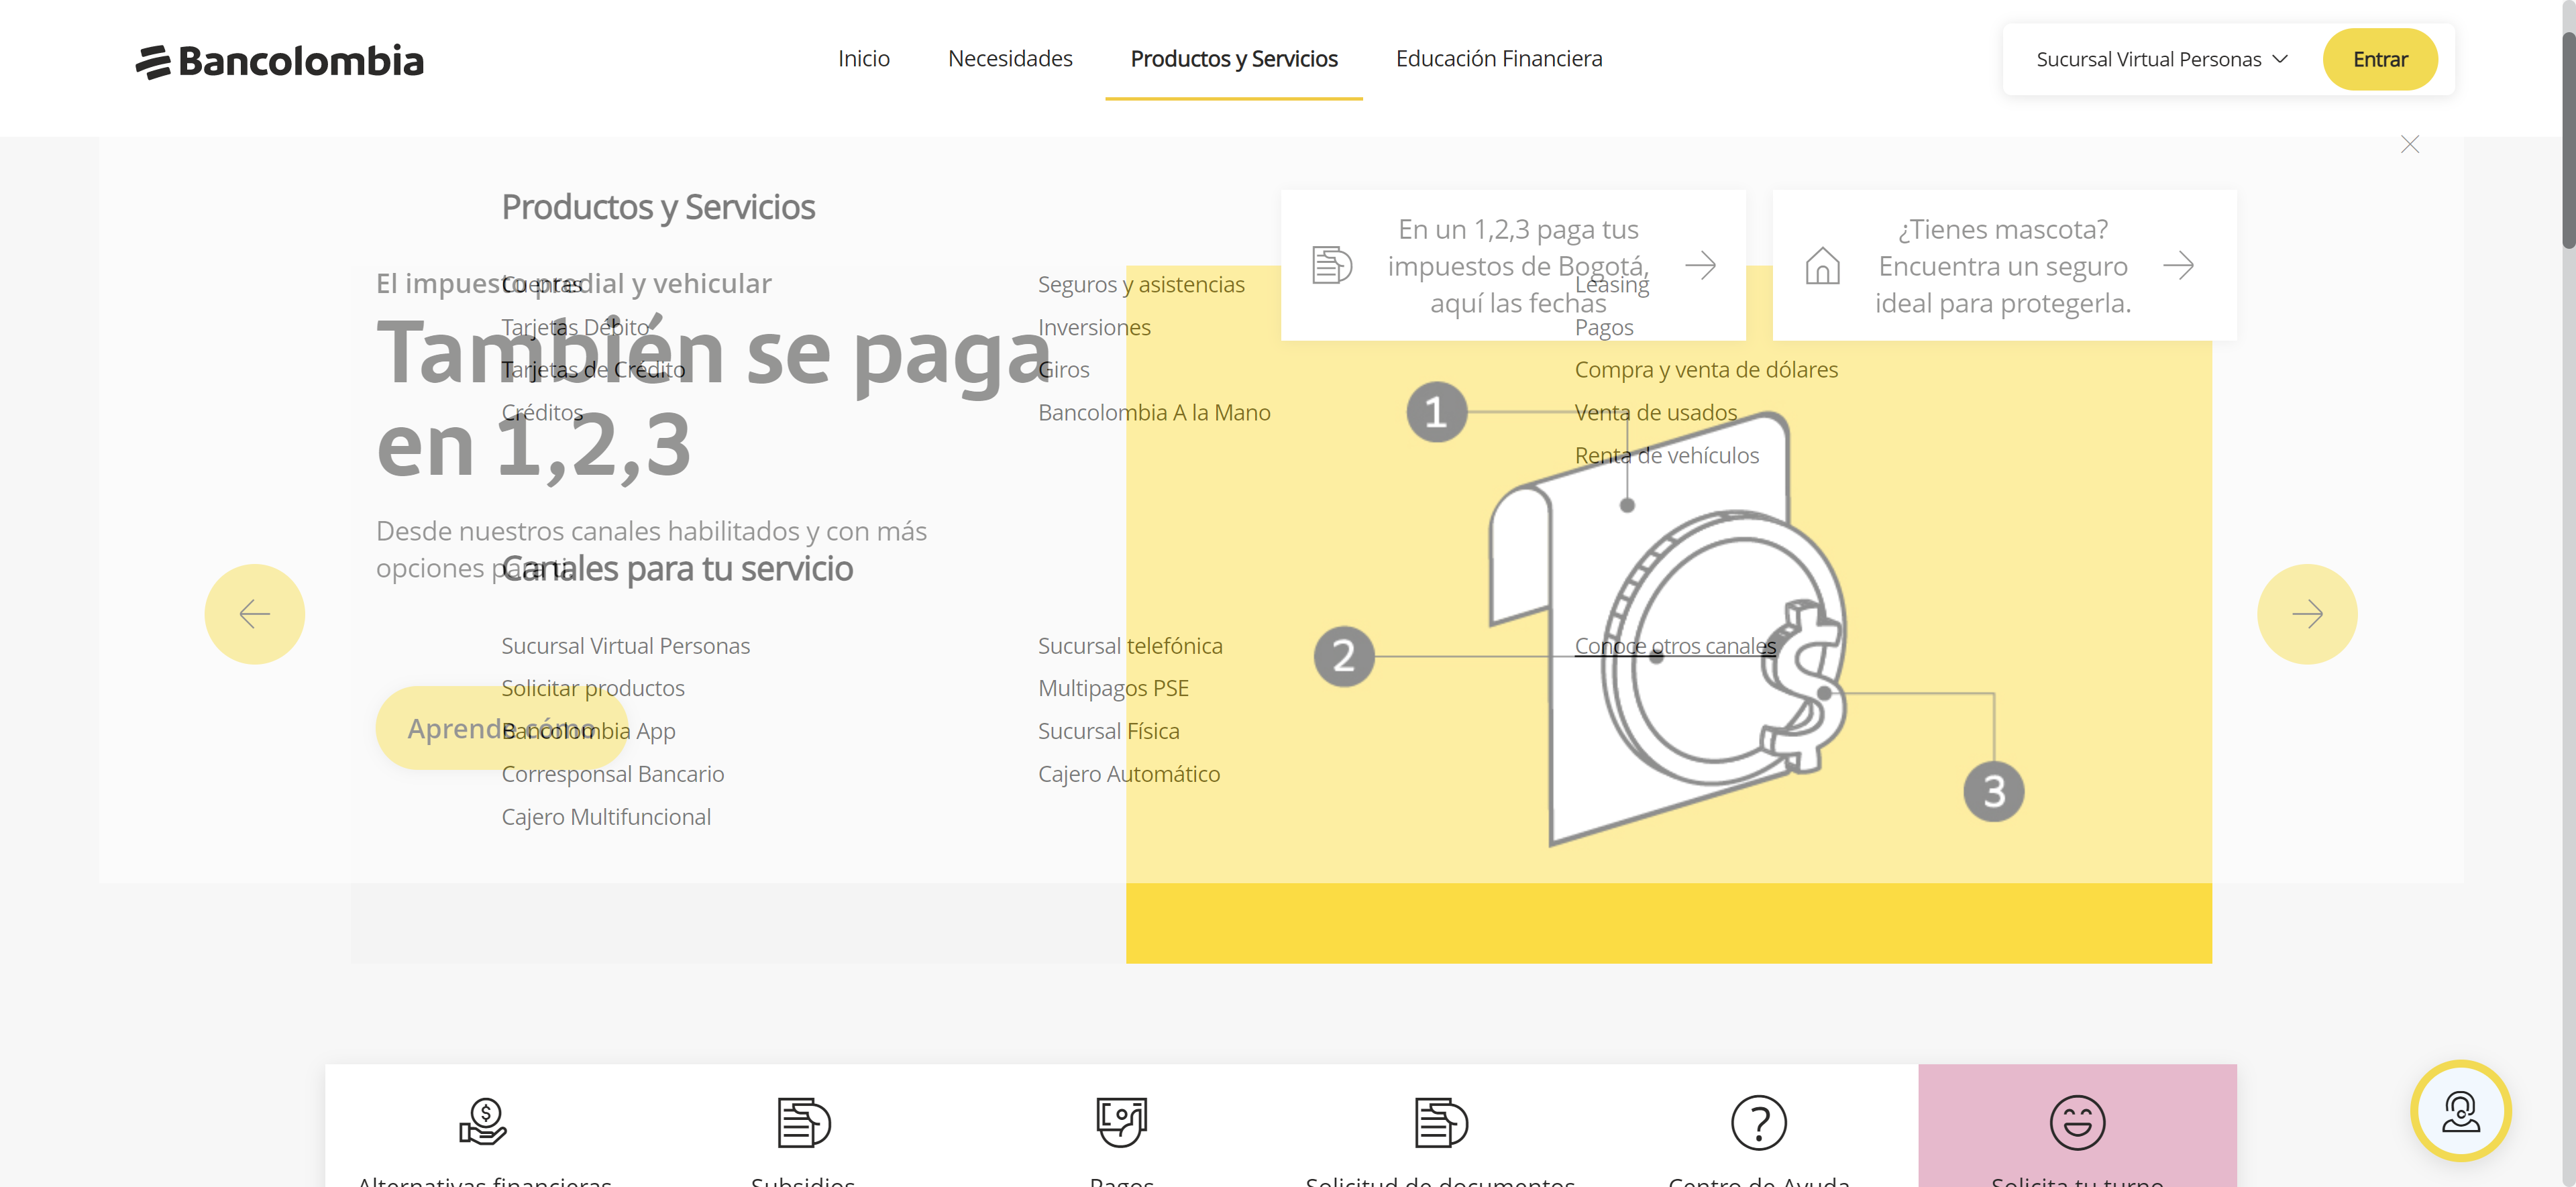 Bancolombia
Inicio
Necesidades
Productos y Servicios
Educación Financiera
Sucursal Virtual Personas
Entrar
Productos y Servicios
En un 1,2,3 paga tus
impuestos de Bogotá,
aquí las fechas
¿Tienes mascota?
Encuentra un seguro
ideal para protegerla.
El impuesto predial y vehicular
También se paga
en 1,2,3
Desde nuestros canales habilitados y con más
opciones para ti.
Aprende cómo
Cuentas
Tarjetas Débito
Tarjetas de Crédito
Créditos
Seguros y asistencias
Inversiones
Giros
Bancolombia A la Mano
Leasing
Pagos
Compra y venta de dólares
Venta de usados
Renta de vehículos
1
2
3
Canales para tu servicio
Sucursal Virtual Personas
Solicitar productos
Bancolombia App
Corresponsal Bancario
Cajero Multifuncional
Sucursal telefónica
Multipagos PSE
Sucursal Física
Cajero Automático
Conoce otros canales
Alternativas financieras
Subsidios
Pagos
Solicitud de documentos
Centro de Ayuda
Solicita tu turno